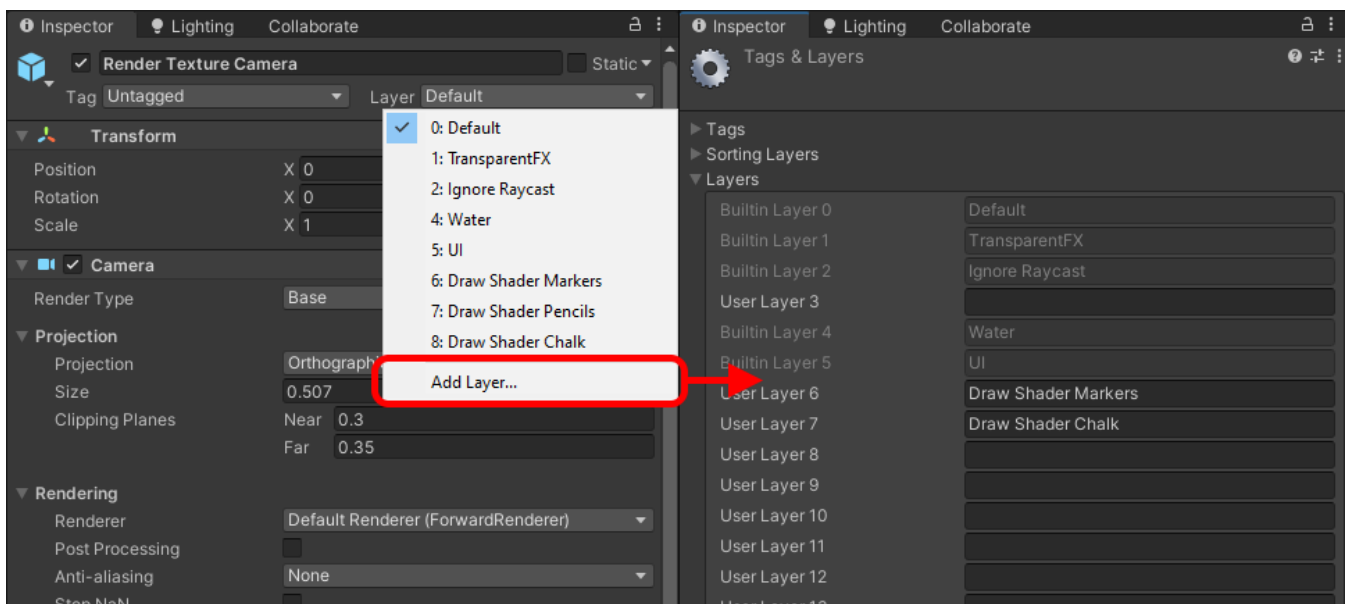 Inspector Lighting Collaborate
Render Texture Camera Static
Tag Untagged Layer Default
0: Default
1: TransparentFX
2: Ignore Raycast
4: Water
5: UI
6: Draw Shader Markers
7: Draw Shader Pencils
8: Draw Shader Chalk
Add Layer...
Transform
Position X 0
Rotation X 0
Scale X 1
Camera
Render Type Base
Projection
Projection Orthographi
Size 0.507
Clipping Planes Near 0.3
Far 0.35
Rendering
Renderer Default Renderer (ForwardRenderer)
Post Processing
Anti-aliasing None
Stop NaN
Inspector Lighting Collaborate
Tags & Layers
Tags
Sorting Layers
Layers
Builtin Layer 0 Default
Builtin Layer 1 TransparentFX
Builtin Layer 2 Ignore Raycast
User Layer 3
Builtin Layer 4 Water
Builtin Layer 5 UI
User Layer 6 Draw Shader Markers
User Layer 7 Draw Shader Chalk
User Layer 8
User Layer 9
User Layer 10
User Layer 11
User Layer 12